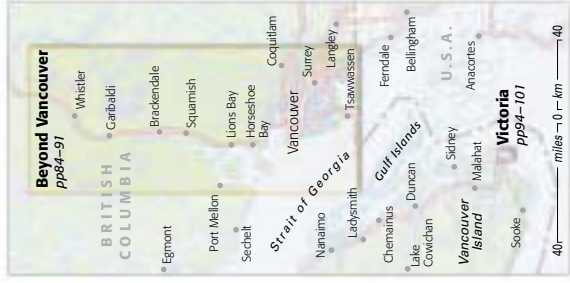 Beyond Vancouver
pp84–91
Whistler
BRITISH
COLUMBIA
Garibaldi
Brackendale
Egmont
Squamish
Port Mellon
Lions Bay
Sechelt
Horseshoe
Bay
Coquitlam
Vancouver
Surrey
Strait of Georgia
Langley
Nanaimo
Tsawwassen
Ladysmith
Gulf Islands
Ferndale
Chemainus
Bellingham
Lake
Cowichan
Duncan
U.S.A.
Vancouver
Island
Sidney
Malahat
Anacortes
Sooke
Victoria
pp94–101
40 miles 0 km 40